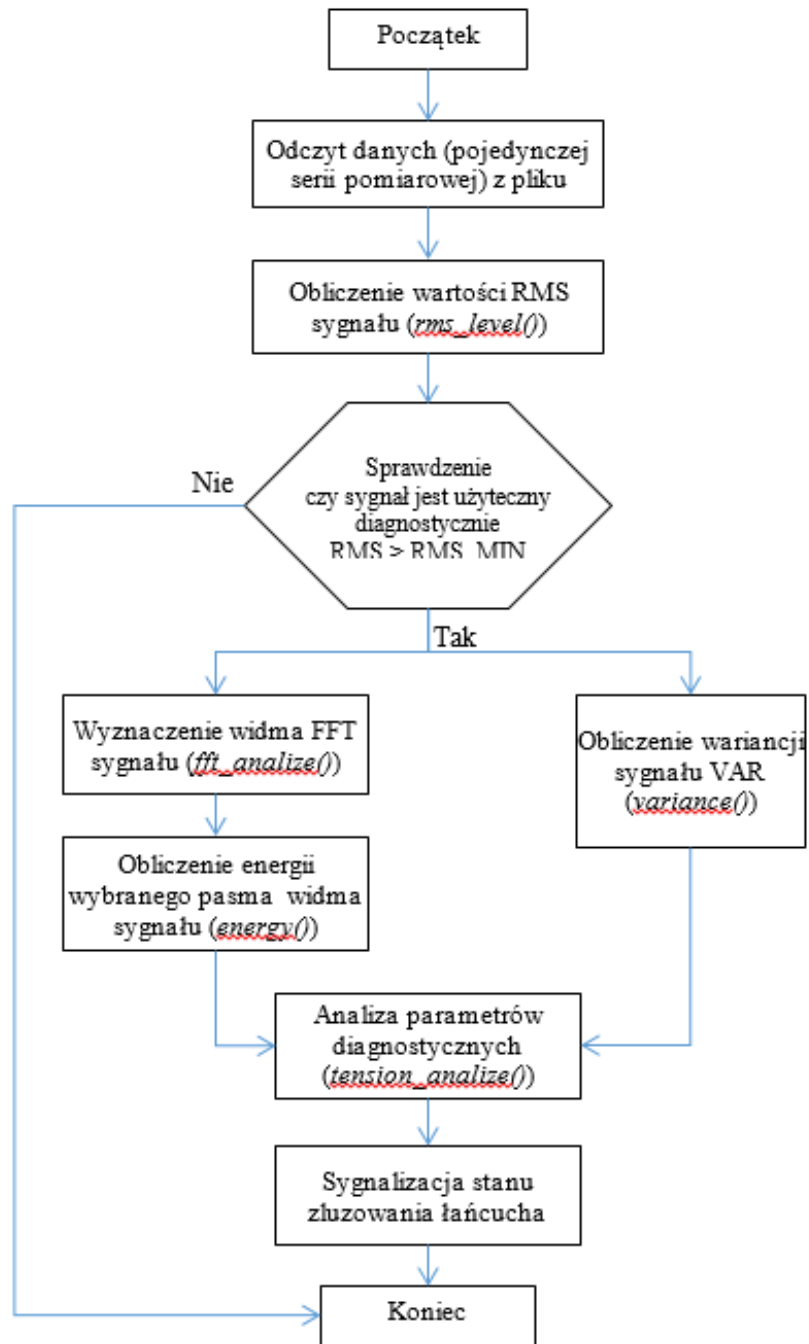 Początek
Odczyt danych (pojedynczej
serii pomiarowej) z pliku
Obliczenie wartości RMS
sygnału (rms_level())
Nie
Sprawdzenie
czy sygnał jest użyteczny
diagnostycznie
RMS > RMS_MIN
Tak
Wyznaczenie widma FFT
sygnału (fft_analize())
Obliczenie wariancji
sygnału VAR
(variance())
Obliczenie energii
wybranego pasma widma
sygnału (energy())
Analiza parametrów
diagnostycznych
(tension_analize())
Sygnalizacja stanu
zluzowania łańcucha
Koniec